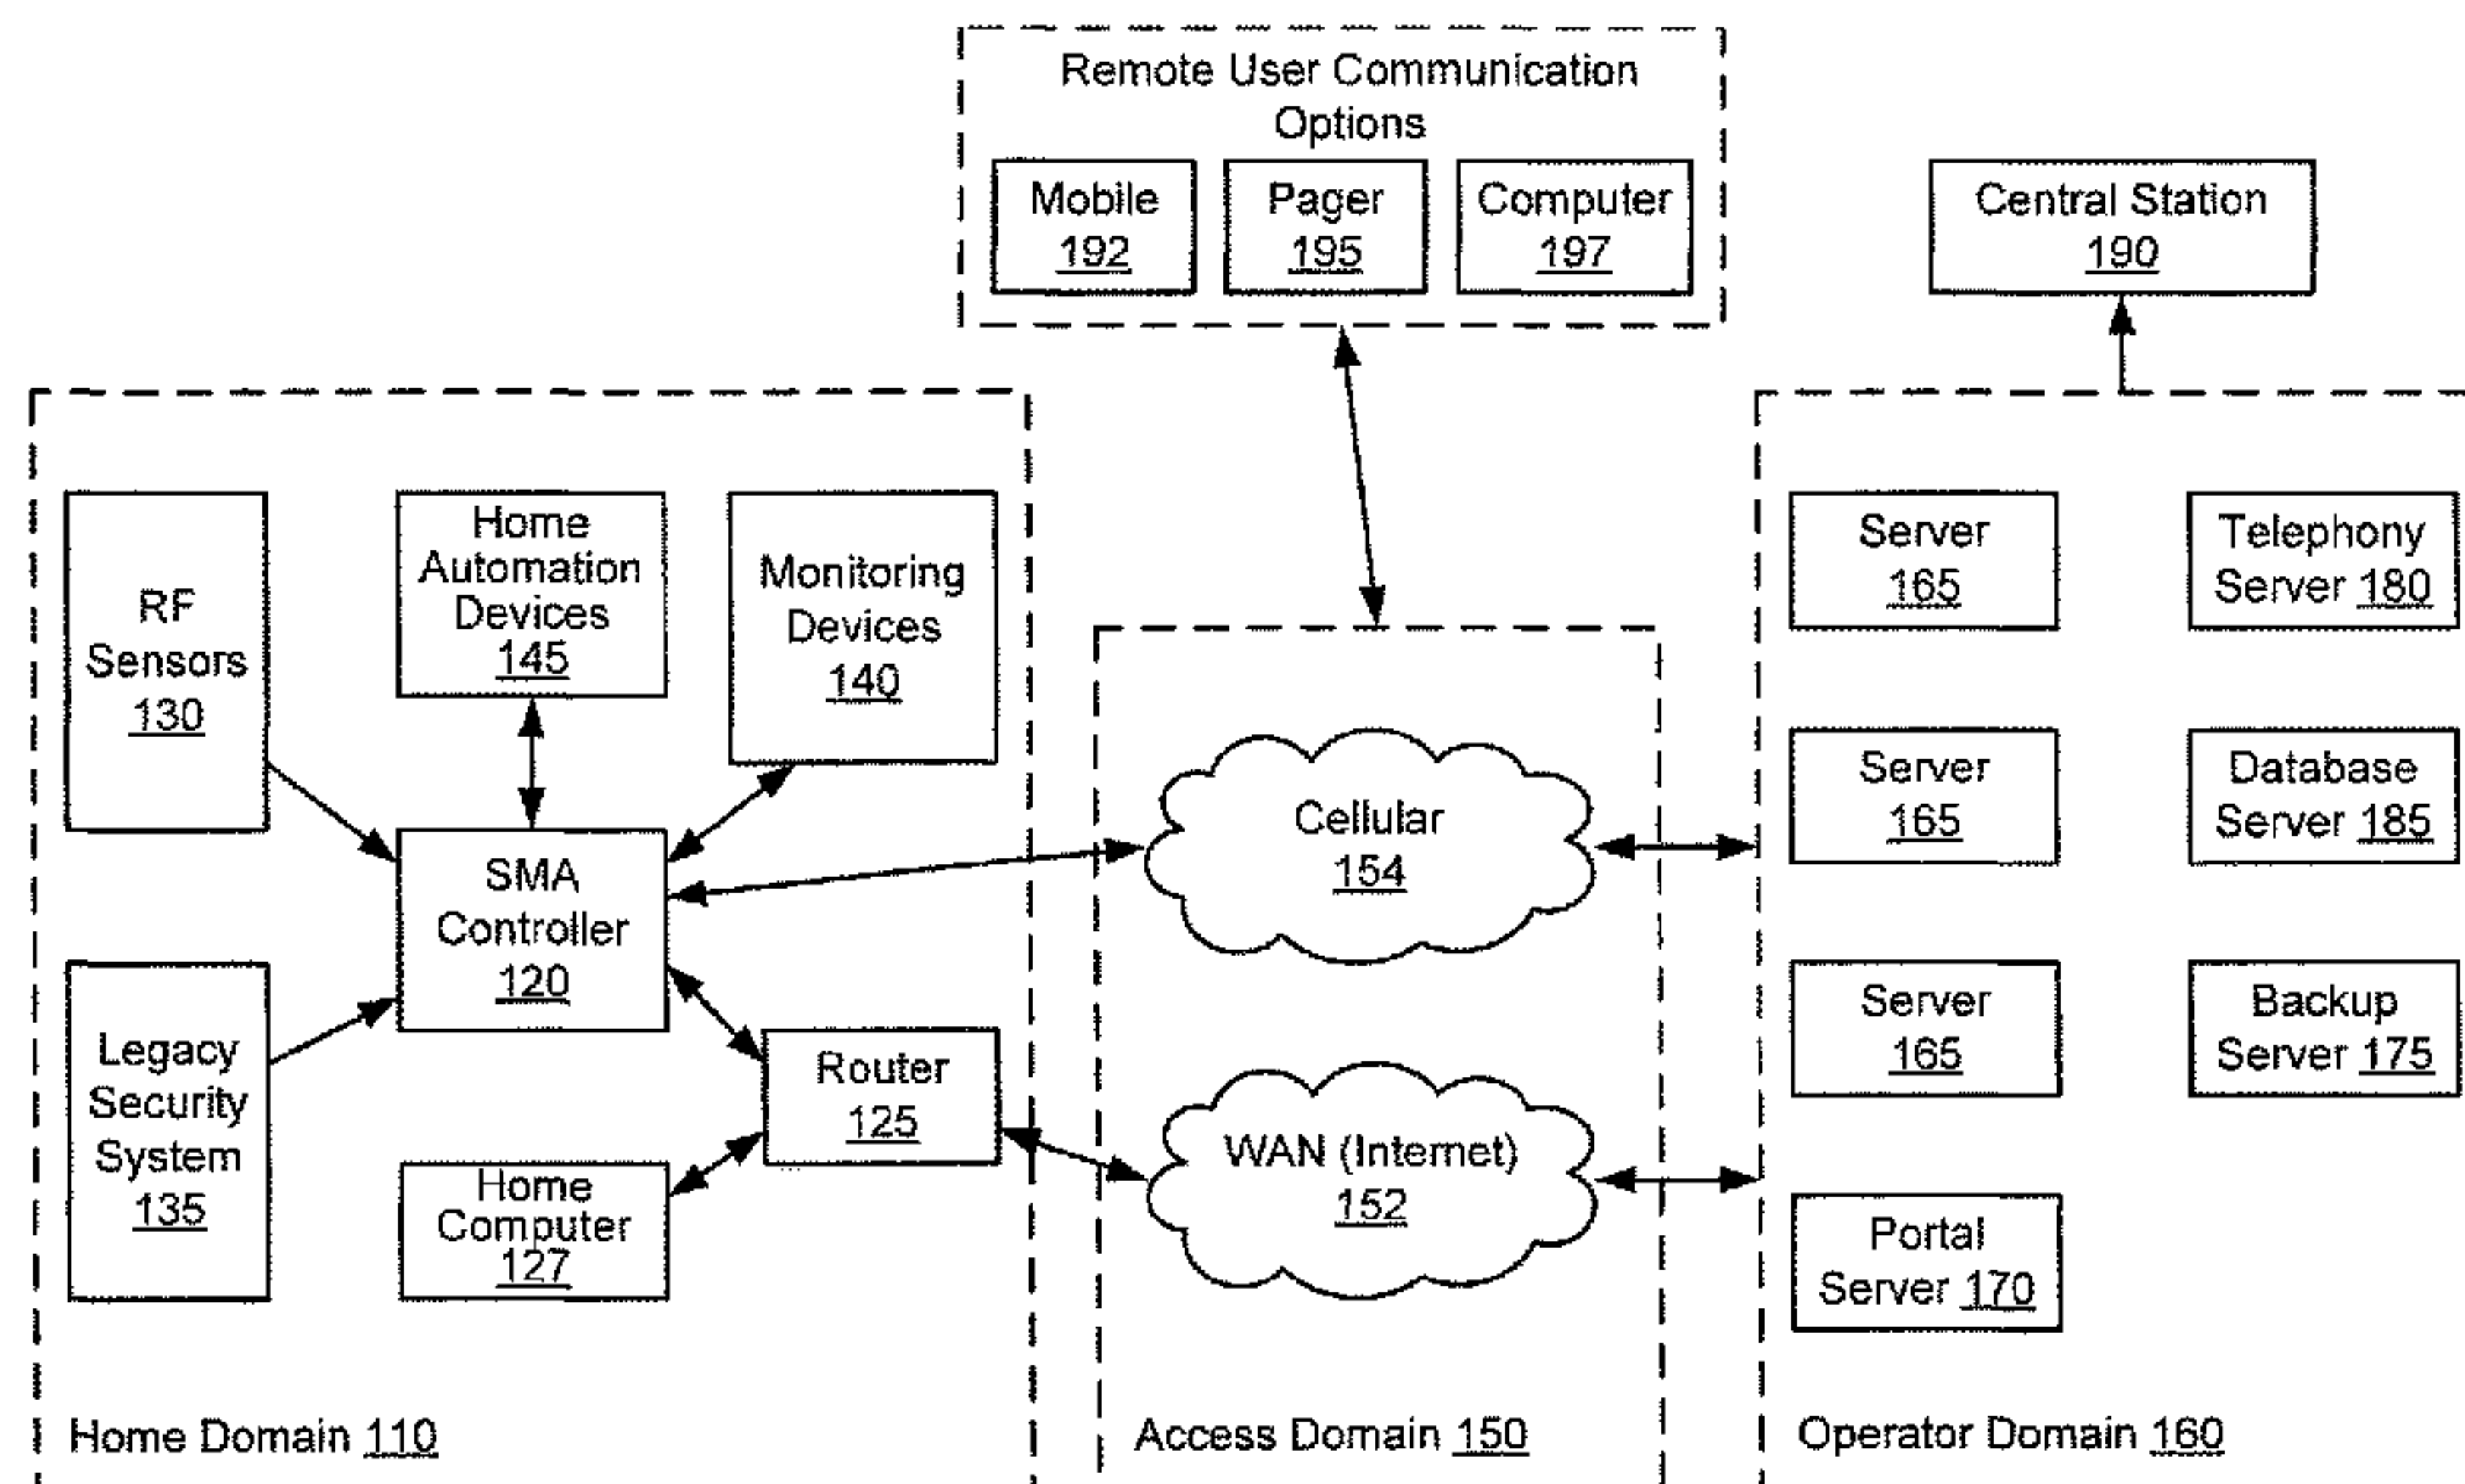 Remote User Communication
Options
Mobile
192
Pager
195
Computer
197
Central Station
190
RF
Sensors
130
Home
Automation
Devices
145
Monitoring
Devices
140
SMA
Controller
120
Legacy
Security
System
135
Router
125
Home
Computer
127
Home Domain 110
Cellular
154
WAN (Internet)
152
Access Domain 150
Server
165
Telephony
Server 180
Server
165
Database
Server 185
Server
165
Backup
Server 175
Portal
Server 170
Operator Domain 160